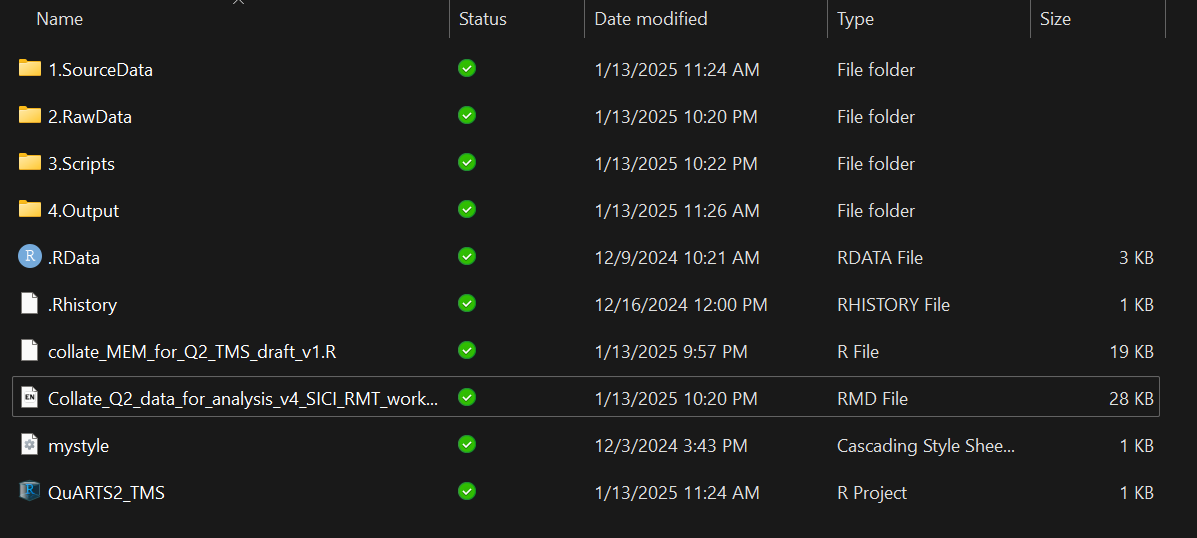 Name Status Date modified Type Size
1.SourceData 1/13/2025 11:24 AM File folder
2.RawData 1/13/2025 10:20 PM File folder
3.Scripts 1/13/2025 10:22 PM File folder
4.Output 1/13/2025 11:26 AM File folder
R .RData 12/9/2024 10:21 AM RDATA File 3 KB
.Rhistory 12/16/2024 12:00 PM RHISTORY File 1 KB
collate_MEM_for_Q2_TMS_draft_v1.R 1/13/2025 9:57 PM R File 19 KB
EN Collate_Q2_data_for_analysis_v4_SICI_RMT_work... 1/13/2025 10:20 PM RMD File 28 KB
mystyle 12/3/2024 3:43 PM Cascading Style Shee... 1 KB
R QuARTS2_TMS 1/13/2025 11:24 AM R Project 1 KB